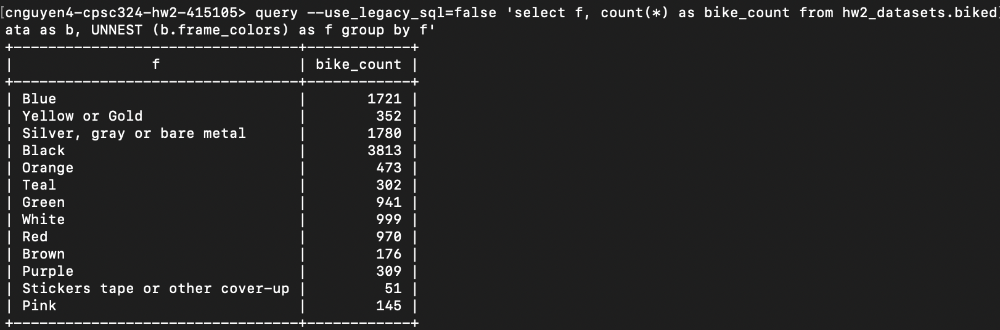 [cnguyen4-cpsc324-hw2-415105> query --use_legacy_sql=false 'select f, count(*) as bike_count from hw2_datasets.biked]
ata as b, UNNEST (b.frame_colors) as f group by f'
+---------------------------------+------------+
|                f                | bike_count |
+---------------------------------+------------+
| Blue                            |       1721 |
| Yellow or Gold                  |        352 |
| Silver, gray or bare metal      |       1780 |
| Black                           |       3813 |
| Orange                          |        473 |
| Teal                            |        302 |
| Green                           |        941 |
| White                           |        999 |
| Red                             |        970 |
| Brown                           |        176 |
| Purple                          |        309 |
| Stickers tape or other cover-up |         51 |
| Pink                            |        145 |
+---------------------------------+------------+